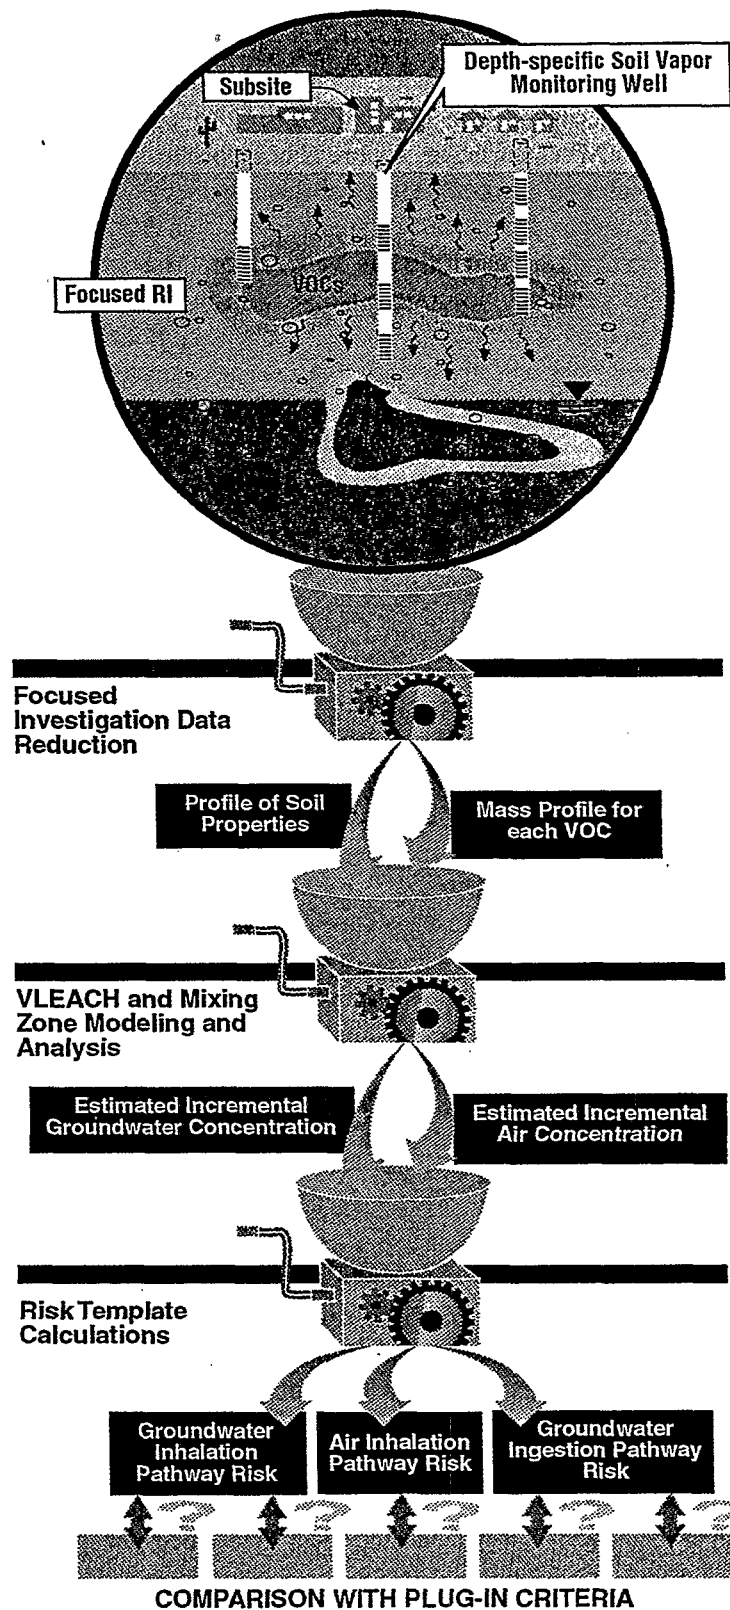 Subsite
Depth-specific Soil Vapor
Monitoring Well
Focused RI
VOCs
Focused
Investigation Data
Reduction
Profile of Soil
Properties
Mass Profile for
each VOC
VLEACH and Mixing
Zone Modeling and
Analysis
Estimated Incremental
Groundwater Concentration
Estimated Incremental
Air Concentration
Risk Template
Calculations
Groundwater
Inhalation
Pathway Risk
Air Inhalation
Pathway Risk
Groundwater
Ingestion Pathway
Risk
? ? ? ? ?
COMPARISON WITH PLUG-IN CRITERIA